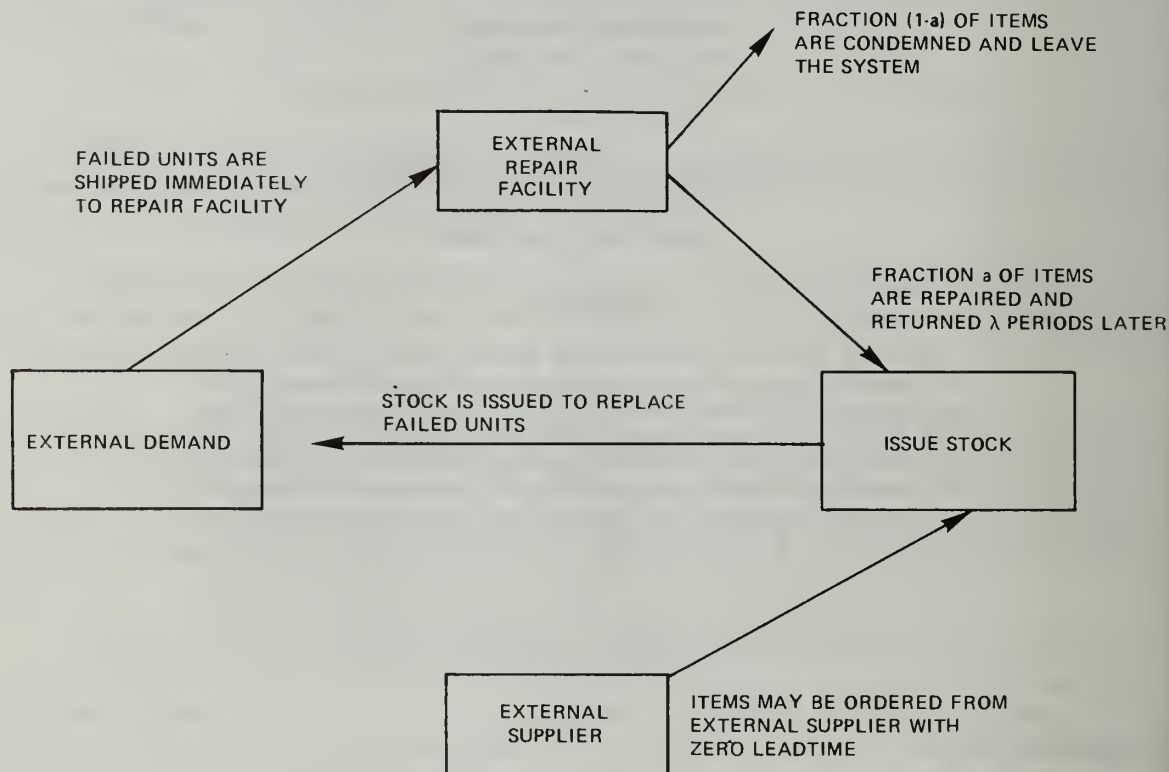 FRACTION (1-a) OF ITEMS
ARE CONDEMNED AND LEAVE
THE SYSTEM
EXTERNAL
REPAIR
FACILITY
FAILED UNITS ARE
SHIPPED IMMEDIATELY
TO REPAIR FACILITY
FRACTION a OF ITEMS
ARE REPAIRED AND
RETURNED λ PERIODS LATER
STOCK IS ISSUED TO REPLACE
FAILED UNITS
EXTERNAL DEMAND
ISSUE STOCK
EXTERNAL
SUPPLIER
ITEMS MAY BE ORDERED FROM
EXTERNAL SUPPLIER WITH
ZERO LEADTIME